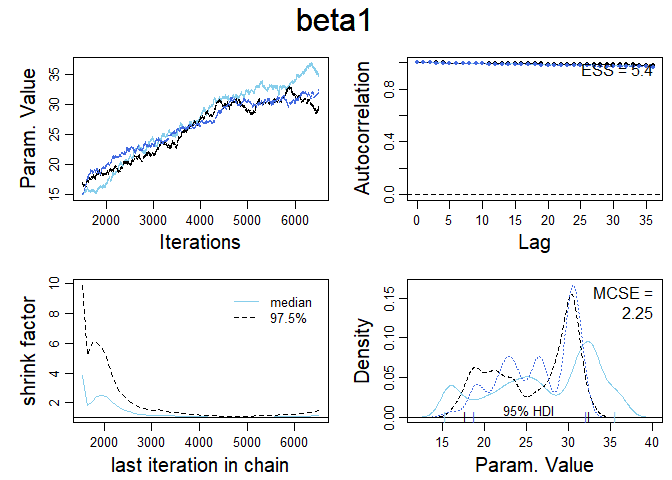 beta1
Param. Value
15 20 25 30 35
2000 3000 4000 5000 6000
Iterations
Autocorrelation
0.0 0.4 0.8
ESS = 5.4
0 5 10 15 20 25 30 35
Lag
shrink factor
2 4 6 8 10
median
97.5%
2000 3000 4000 5000 6000
last iteration in chain
Density
0.00 0.05 0.10 0.15
MCSE =
2.25
95% HDI
15 20 25 30 35 40
Param. Value